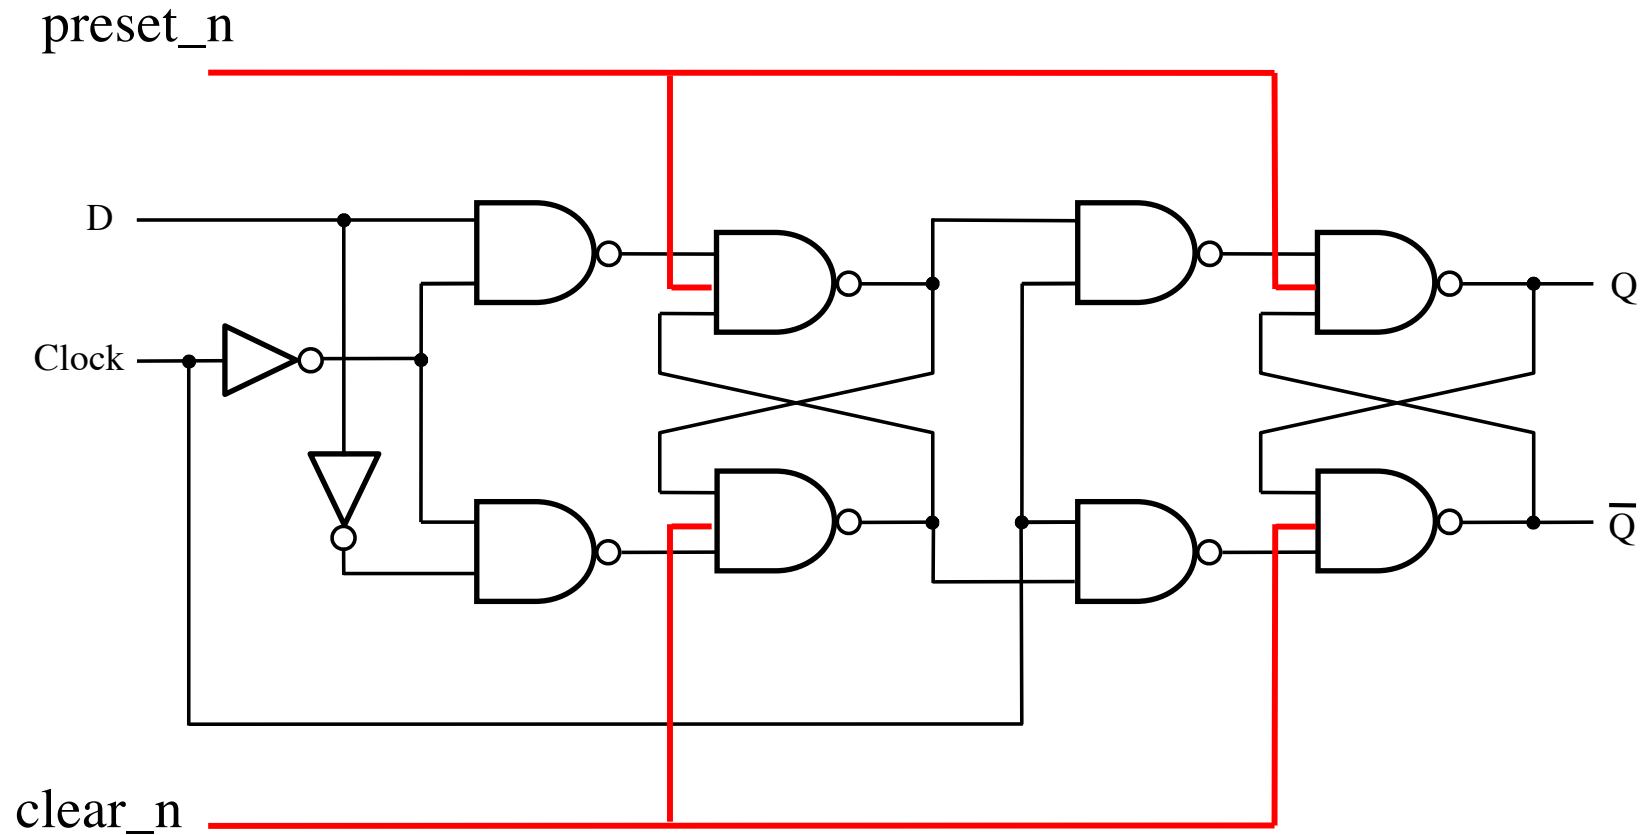 preset_n
D
Q
Clock
Q̅
clear_n